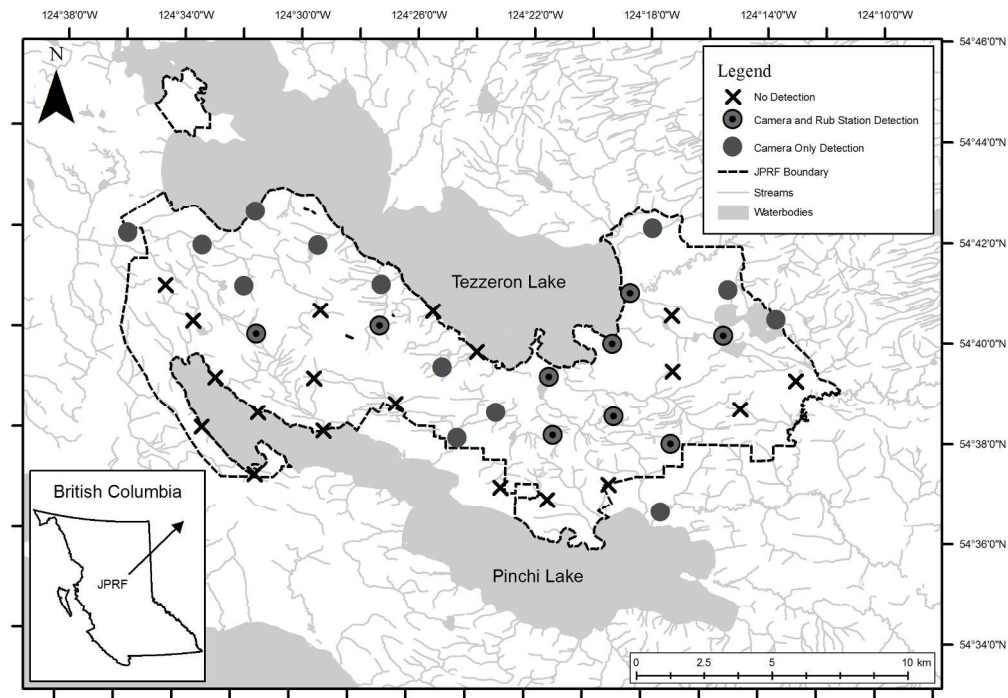 124°38'0"W 124°34'0"W 124°30'0"W 124°26'0"W 124°22'0"W 124°18'0"W 124°14'0"W 124°10'0"W
N
54°46'0"N
54°44'0"N
54°42'0"N
54°40'0"N
54°38'0"N
54°36'0"N
54°34'0"N
Legend
No Detection
Camera and Rub Station Detection
Camera Only Detection
JPRF Boundary
Streams
Waterbodies
Tezzeron Lake
Pinchi Lake
British Columbia
JPRF
0 2.5 5 10 km